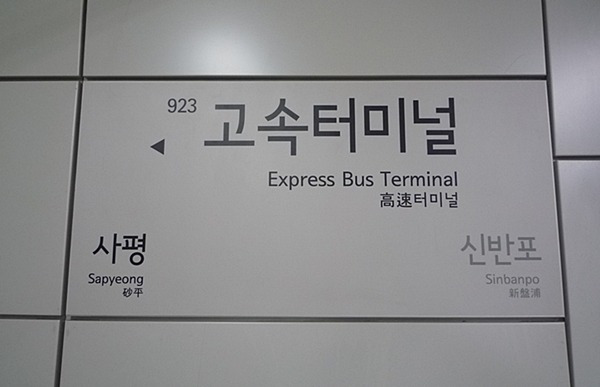 923 고속터미널
Express Bus Terminal
高速터미널
사평
Sapyeong
砂平
신반포
Sinbanpo
新盤浦